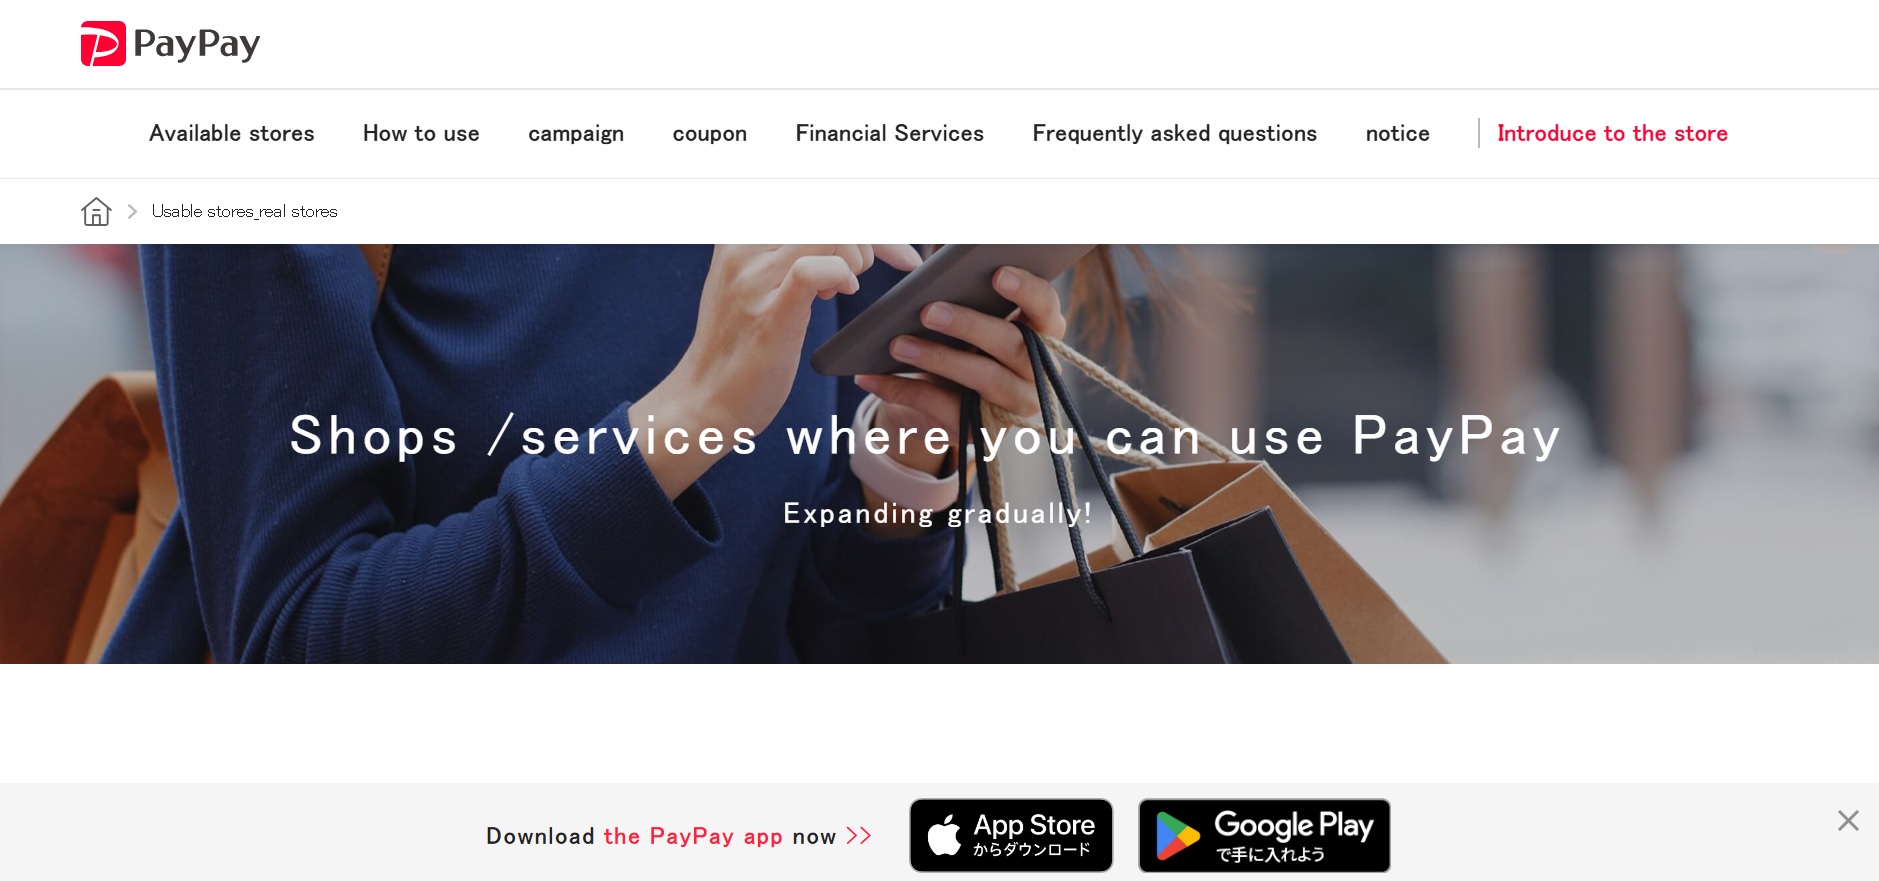 PayPay
Available stores How to use campaign coupon Financial Services Frequently asked questions notice Introduce to the store
Usable stores_real stores
Shops /services where you can use PayPay
Expanding gradually!
Download the PayPay app now >>
App Store
からダウンロード
Google Play
で手に入れよう